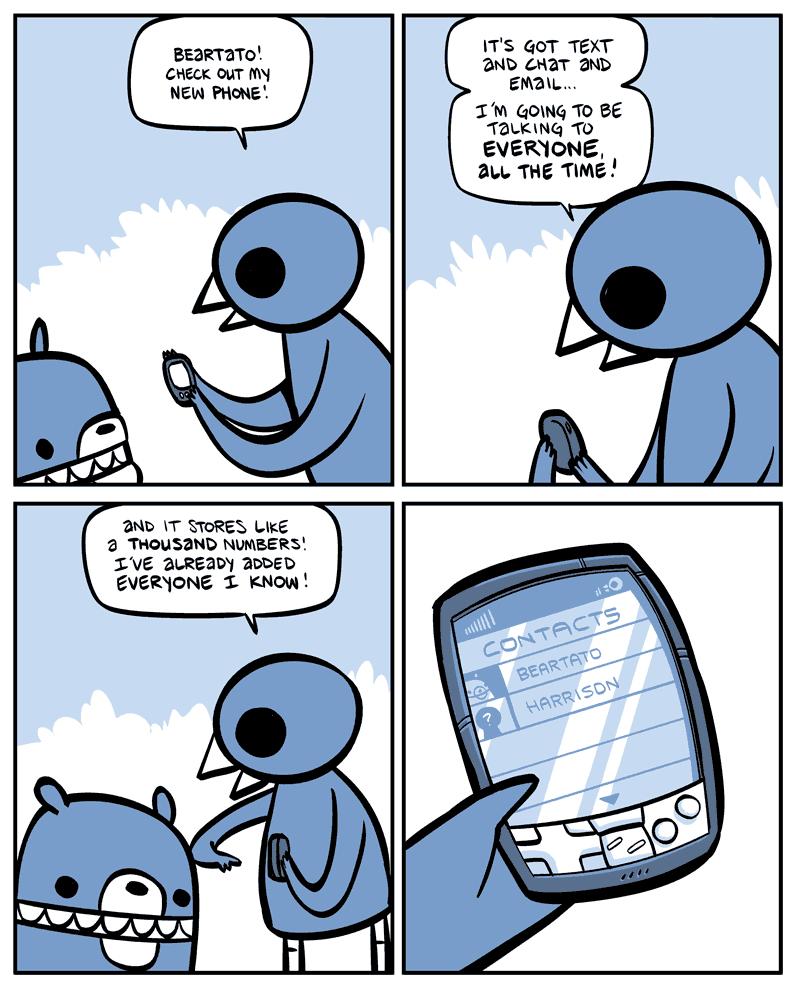 BEARTATO!
CHECK OUT MY
NEW PHONE!
IT'S GOT TEXT
AND CHAT AND
EMAIL...
I'M GOING TO BE
TALKING TO
EVERYONE,
ALL THE TIME!
AND IT STORES LIKE
A THOUSAND NUMBERS!
I'VE ALREADY ADDED
EVERYONE I KNOW!
CONTACTS
BEARTATO
HARRISON
?